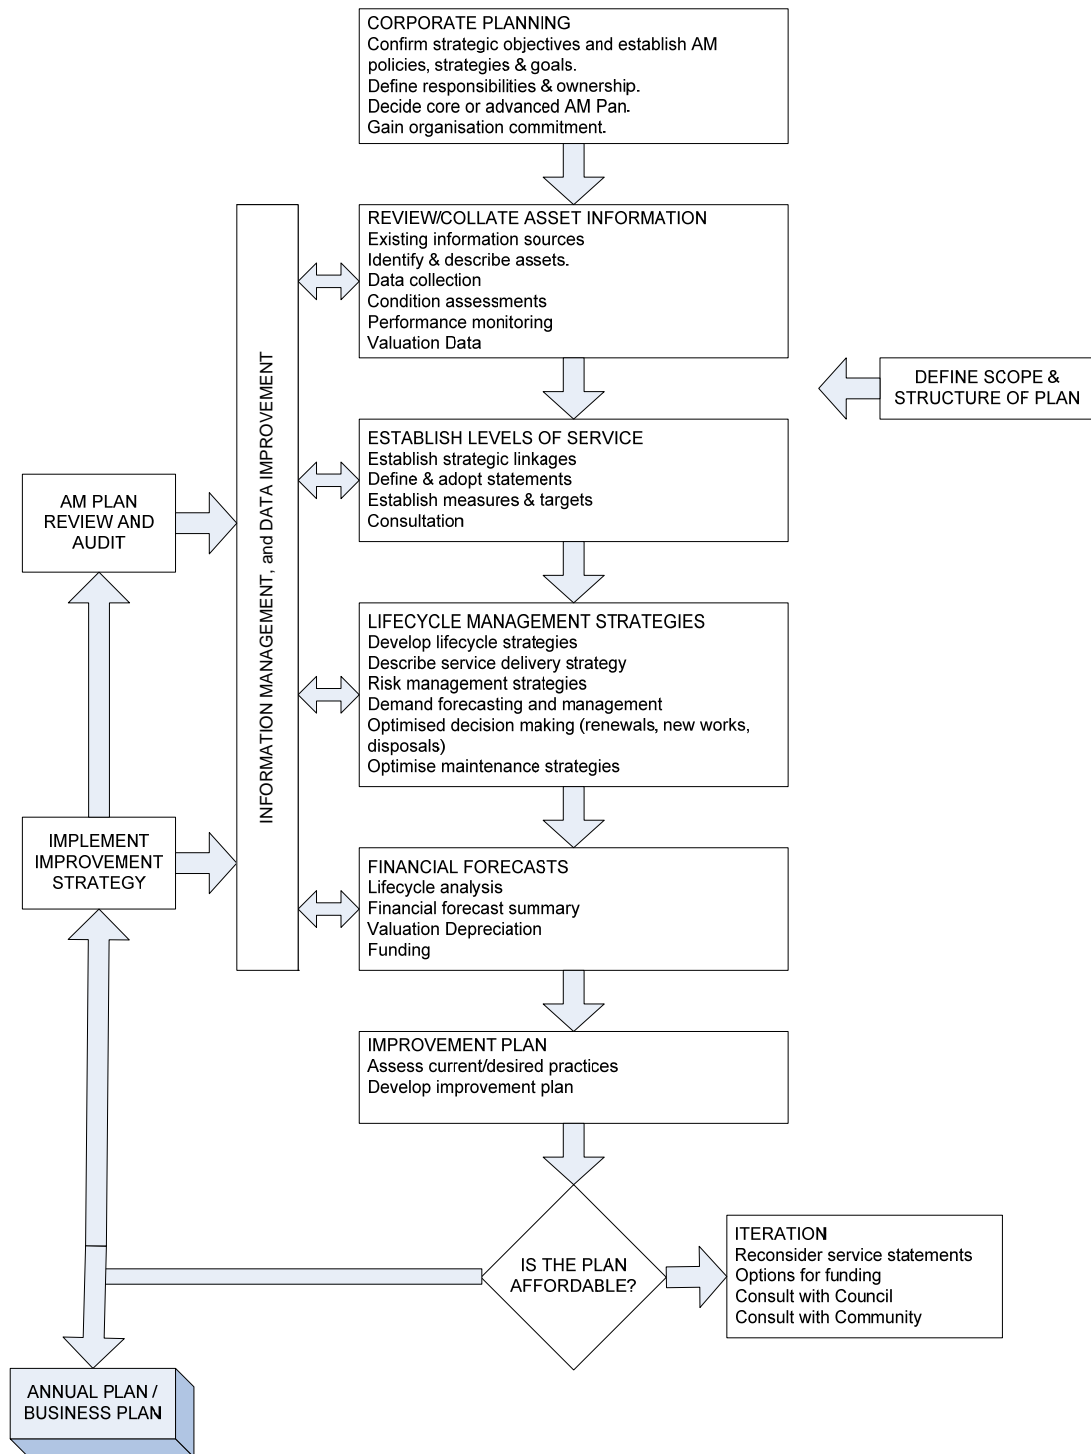 CORPORATE PLANNING
Confirm strategic objectives and establish AM
policies, strategies & goals.
Define responsibilities & ownership.
Decide core or advanced AM Pan.
Gain organisation commitment.
REVIEW/COLLATE ASSET INFORMATION
Existing information sources
Identify & describe assets.
Data collection
Condition assessments
Performance monitoring
Valuation Data
DEFINE SCOPE &
STRUCTURE OF PLAN
INFORMATION MANAGEMENT, and DATA IMPROVEMENT
ESTABLISH LEVELS OF SERVICE
Establish strategic linkages
Define & adopt statements
Establish measures & targets
Consultation
AM PLAN
REVIEW AND
AUDIT
LIFECYCLE MANAGEMENT STRATEGIES
Develop lifecycle strategies
Describe service delivery strategy
Risk management strategies
Demand forecasting and management
Optimised decision making (renewals, new works,
disposals)
Optimise maintenance strategies
IMPLEMENT
IMPROVEMENT
STRATEGY
FINANCIAL FORECASTS
Lifecycle analysis
Financial forecast summary
Valuation Depreciation
Funding
IMPROVEMENT PLAN
Assess current/desired practices
Develop improvement plan
IS THE PLAN
AFFORDABLE?
ITERATION
Reconsider service statements
Options for funding
Consult with Council
Consult with Community
ANNUAL PLAN /
BUSINESS PLAN